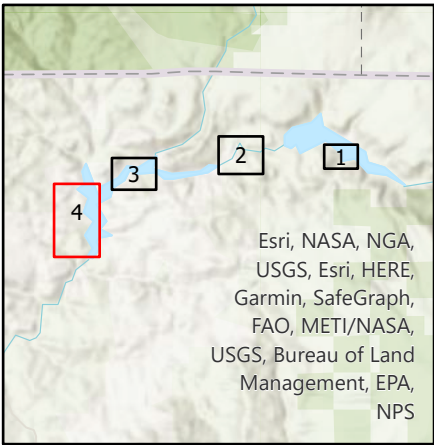 1
2
3
4
Esri, NASA, NGA,
USGS, Esri, HERE,
Garmin, SafeGraph,
FAO, METI/NASA,
USGS, Bureau of Land
Management, EPA,
NPS